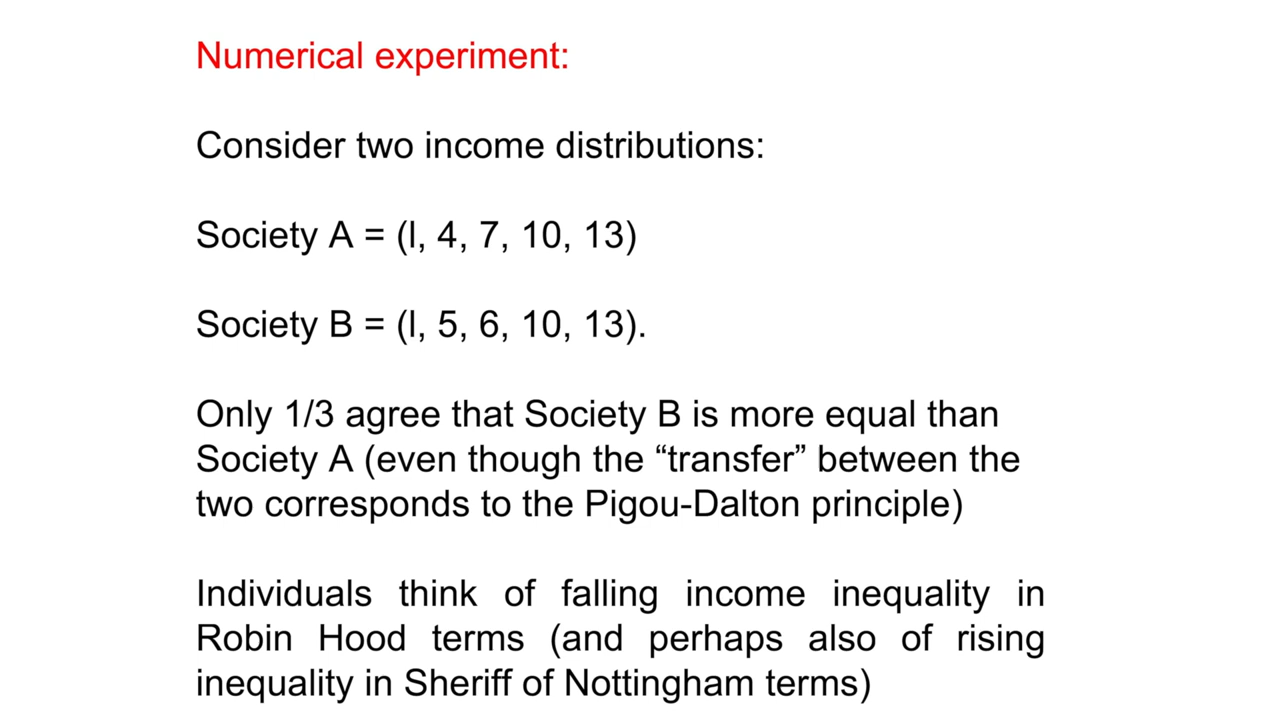 Numerical experiment:
Consider two income distributions:
Society A = (l, 4, 7, 10, 13)
Society B = (l, 5, 6, 10, 13).
Only 1/3 agree that Society B is more equal than
Society A (even though the “transfer” between the
two corresponds to the Pigou-Dalton principle)
Individuals think of falling income inequality in
Robin Hood terms (and perhaps also of rising
inequality in Sheriff of Nottingham terms)